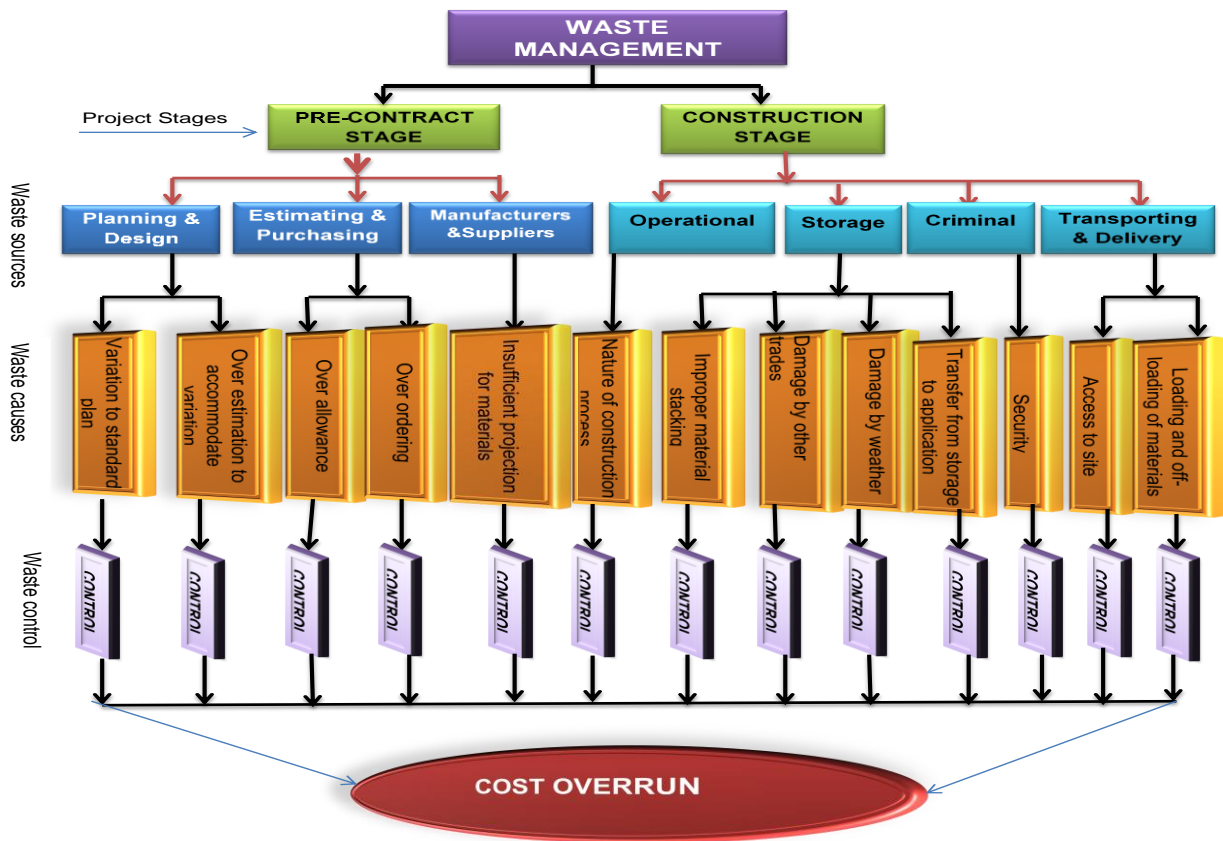 WASTE
MANAGEMENT
Project Stages
PRE-CONTRACT
STAGE
CONSTRUCTION
STAGE
Waste sources
Planning &
Design
Estimating &
Purchasing
Manufacturers
&Suppliers
Operational
Storage
Criminal
Transporting
& Delivery
Waste causes
Variation to standard
plan
Over estimation to
accommodate
variation
Over allowance
Over ordering
Insufficient projection
for materials
Nature of construction
process
Improper material
stacking
Damage by other
trades
Damage by weather
Transfer from storage
to application
Security
Access to site
Loading and off-
loading of materials
Waste control
CONTROL
CONTROL
CONTROL
CONTROL
CONTROL
CONTROL
CONTROL
CONTROL
CONTROL
CONTROL
CONTROL
CONTROL
CONTROL
COST OVERRUN